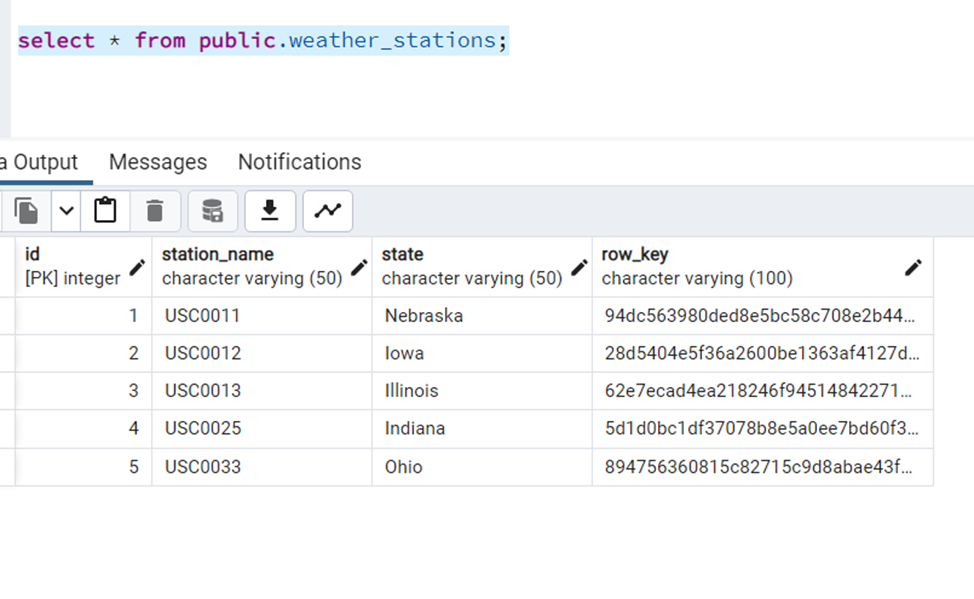 select * from public.weather_stations;
a Output Messages Notifications
id station_name state row_key
[PK] integer character varying (50) character varying (50) character varying (100)
1 USC0011 Nebraska 94dc563980ded8e5bc58c708e2b44...
2 USC0012 Iowa 28d5404e5f36a2600be1363af4127d...
3 USC0013 Illinois 62e7ecad4ea218246f94514842271...
4 USC0025 Indiana 5d1d0bc1df37078b8e5a0ee7bd60f3...
5 USC0033 Ohio 894756360815c82715c9d8abae43f...